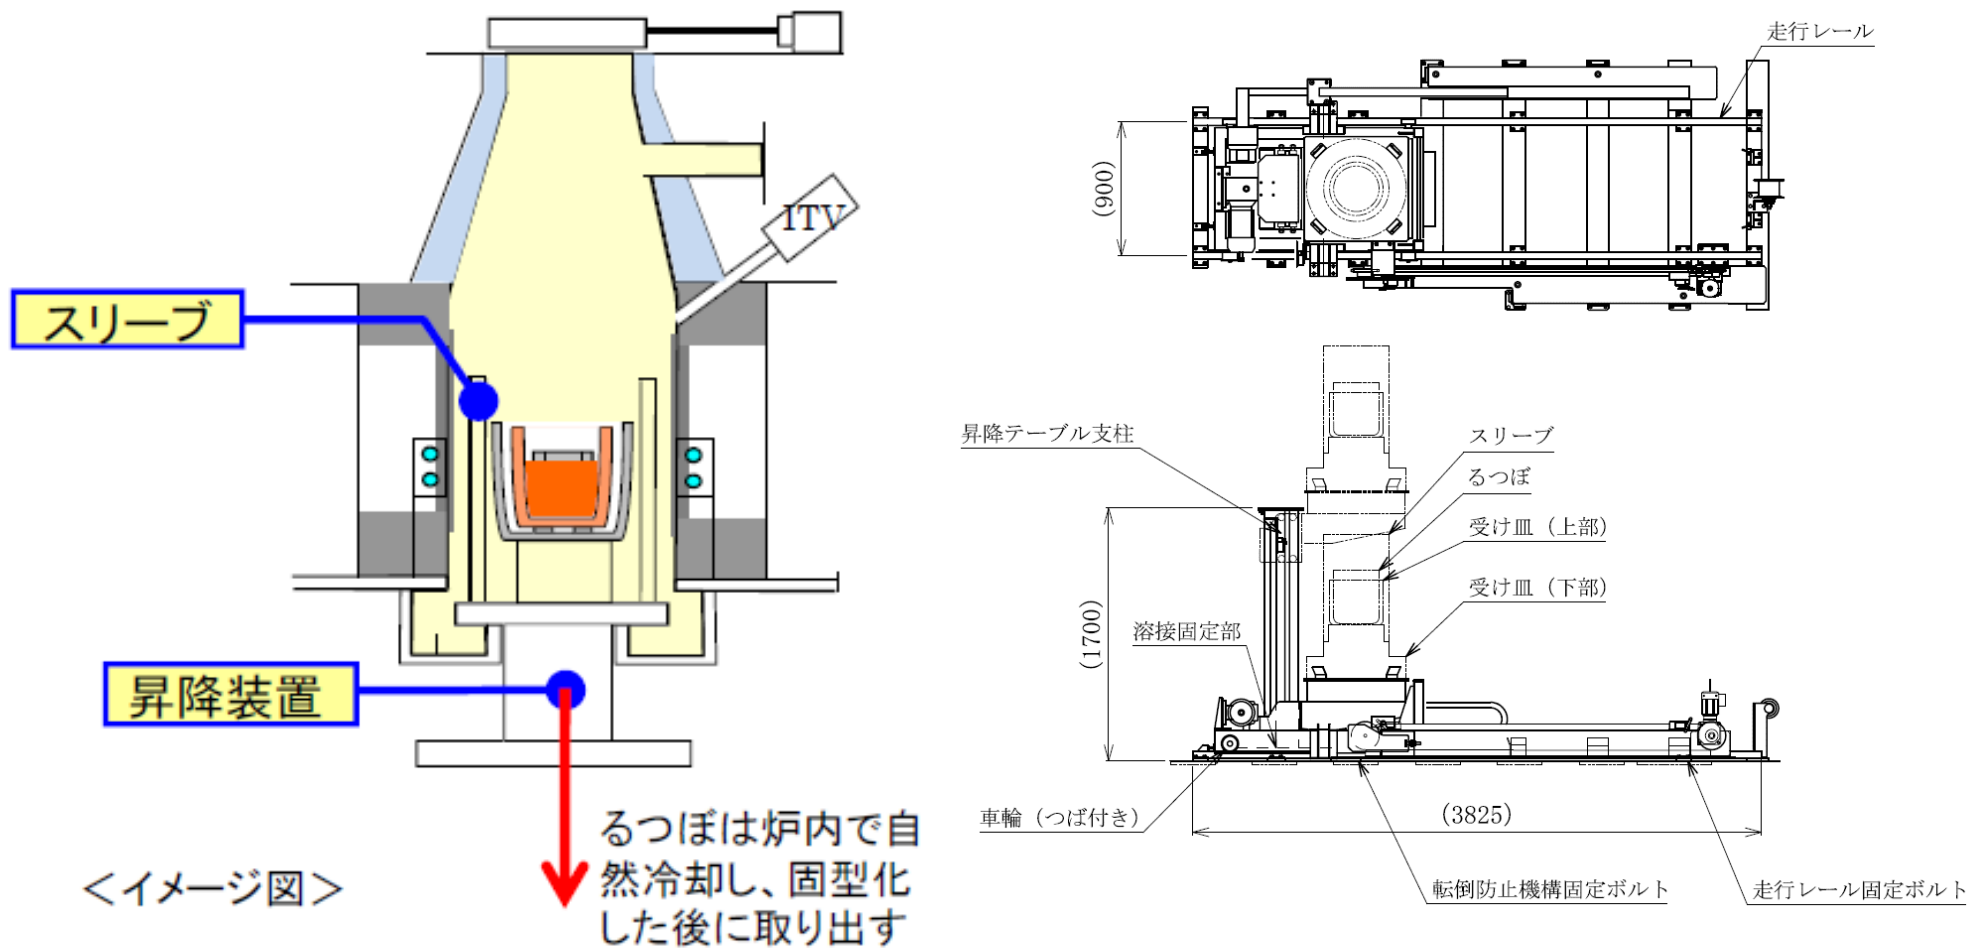 ITV
スリーブ
昇降装置
るつぼは炉内で自
然冷却し、固型化
した後に取り出す
＜イメージ図＞
走行レール
(900)
昇降テーブル支柱
スリーブ
るつぼ
受け皿（上部）
受け皿（下部）
(1700)
溶接固定部
車輪（つば付き）
(3825)
転倒防止機構固定ボルト
走行レール固定ボルト